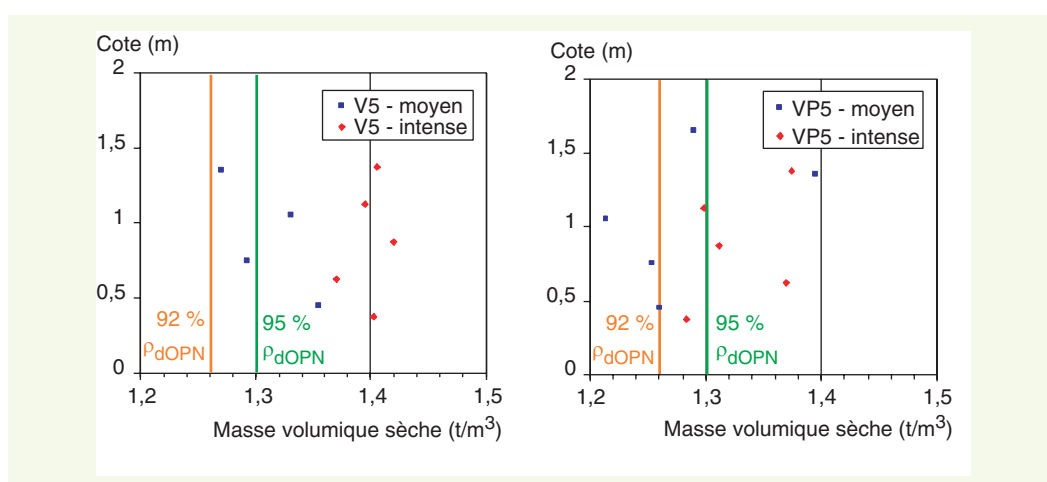 Cote (m)
2
1,5
1
0,5
0
V5 - moyen
V5 - intense
92 %
ρdOPN
95 %
ρdOPN
1,2 1,3 1,4 1,5
Masse volumique sèche (t/m³)
Cote (m)
2
1,5
1
0,5
0
VP5 - moyen
VP5 - intense
92 %
ρdOPN
95 %
ρdOPN
1,2 1,3 1,4 1,5
Masse volumique sèche (t/m³)